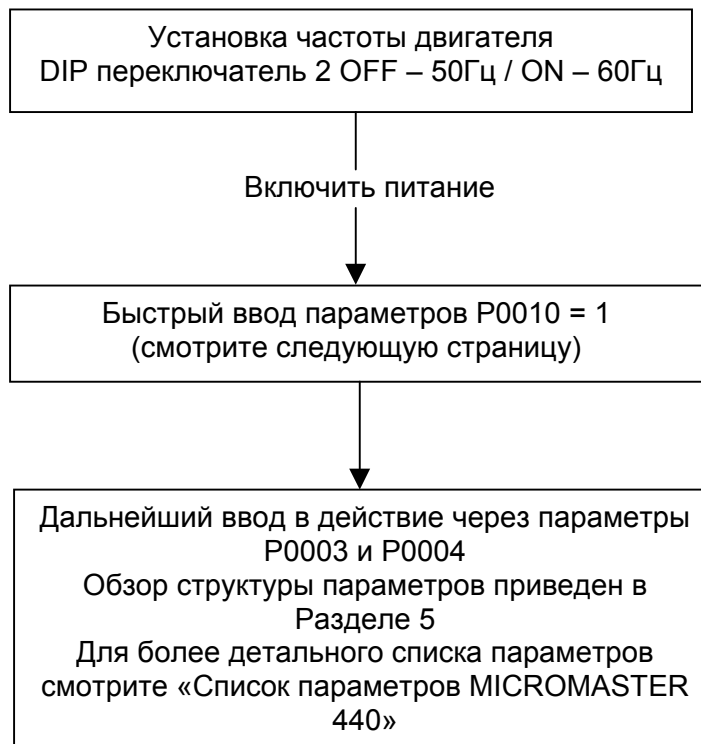 Установка частоты двигателя
DIP переключатель 2 OFF – 50Гц / ON – 60Гц
Включить питание
Быстрый ввод параметров P0010 = 1
(смотрите следующую страницу)
Дальнейший ввод в действие через параметры
P0003 и P0004
Обзор структуры параметров приведен в
Разделе 5
Для более детального списка параметров
смотрите «Список параметров MICROMASTER
440»